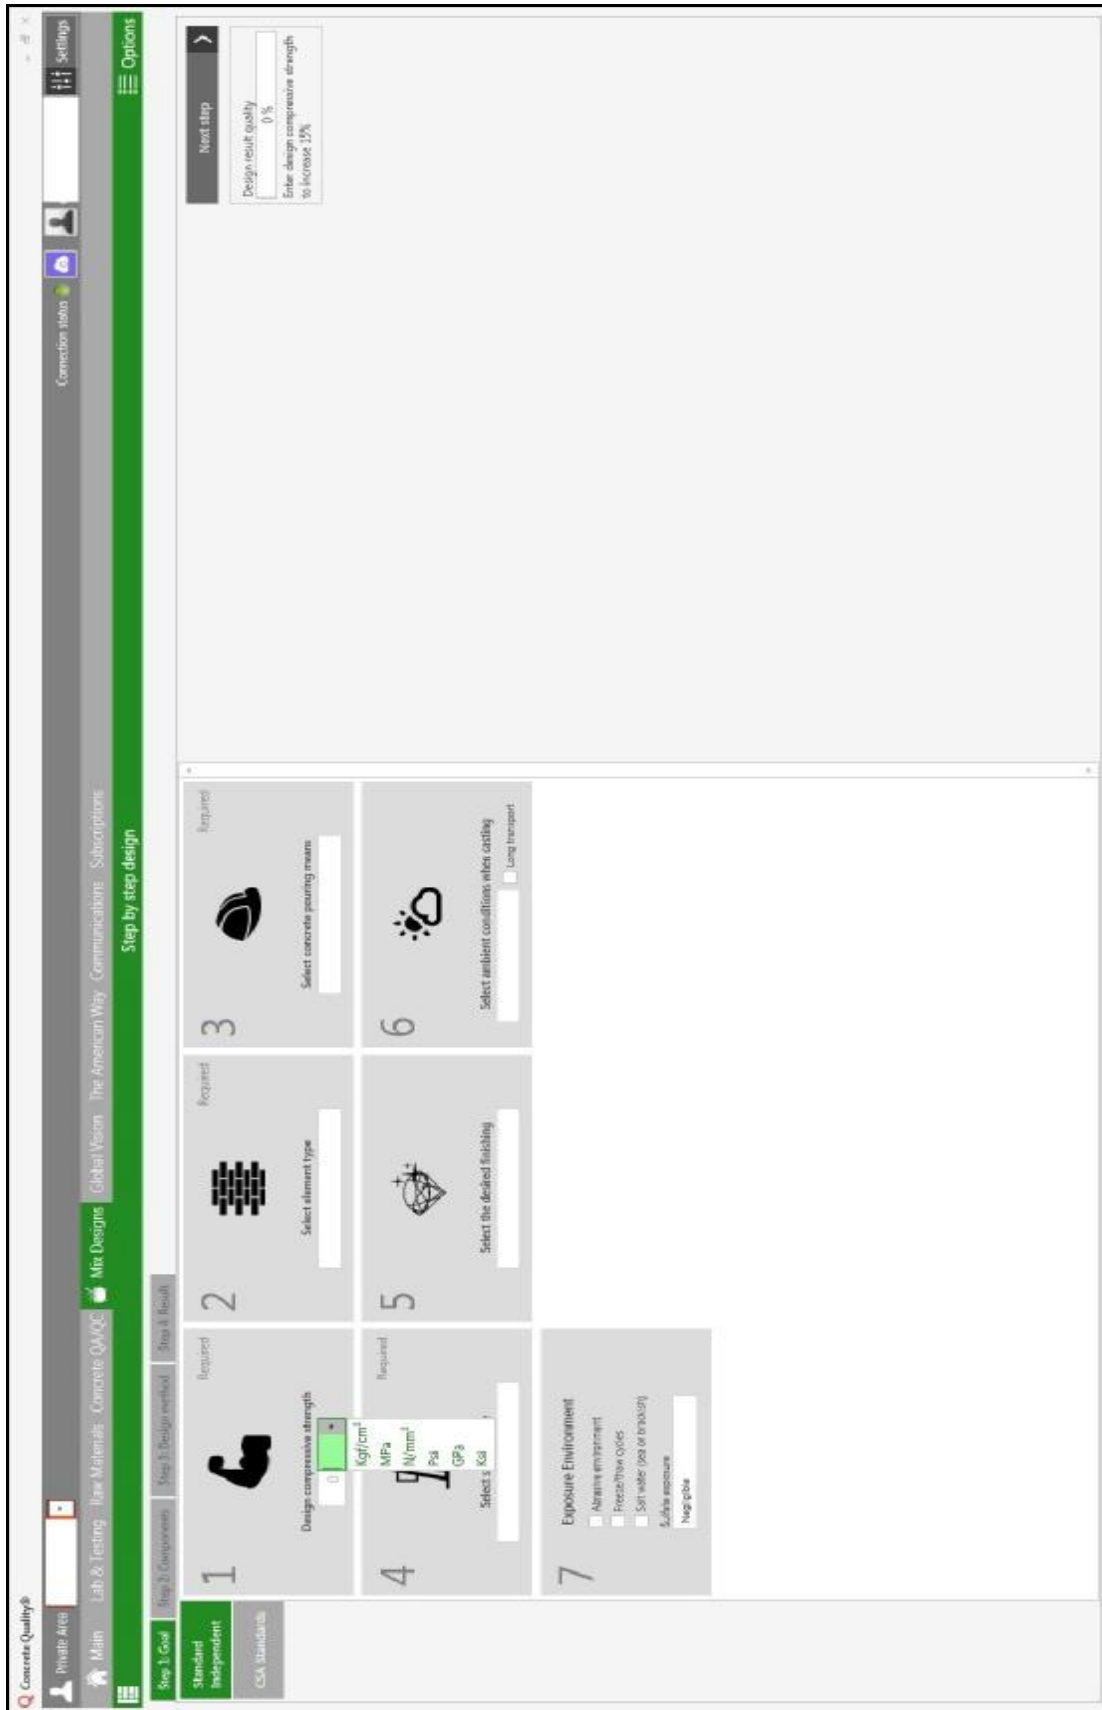 Concrete Quality®
Private Area
Connection status
Settings
Main
Lab & Testing
Raw Materials
Concrete QA/QC
Mix Designs
Global Vision
The American Way
Communications
Subscriptions
Step by step design
Options
Step 1: Goal
Step 2: Components
Step 3: Design method
Step 4: Result
Standard
Independent
CSA Standards
1
Required
Design compressive strength
0
Kgf/cm²
MPa
N/mm²
Psi
GPa
Ksi
2
Required
Select element type
3
Required
Select concrete pouring means
4
Required
Select s
5
Select the desired finishing
6
Select ambient conditions when casting
Long transport
7
Exposure Environment
Abrasive environment
Freeze/thaw cycles
Salt water (sea or brackish)
Sulfate exposure
Negligible
Next step
Design result quality
0 %
Enter design compressive strength
to increase 15%